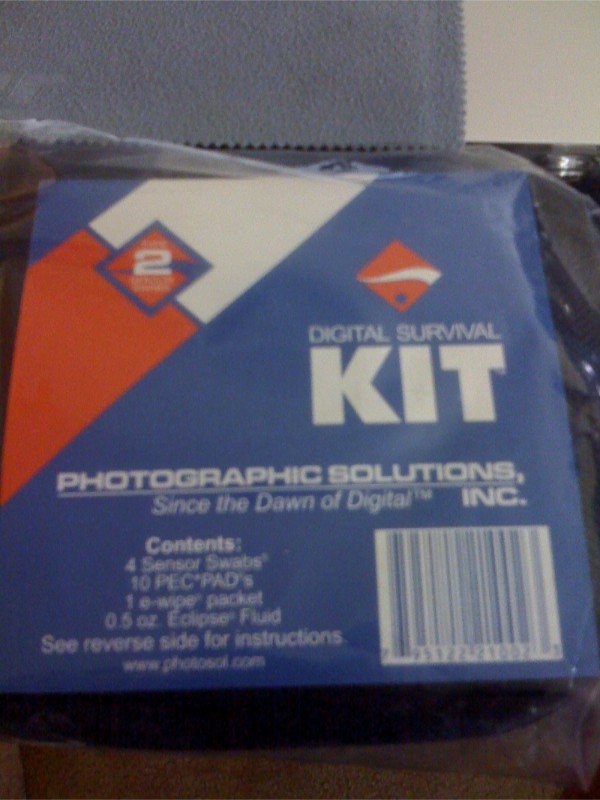 2
DIGITAL SURVIVAL
KIT
PHOTOGRAPHIC SOLUTIONS,
INC.
Since the Dawn of Digital™
Contents:
4 Sensor Swabs®
10 PEC*PAD's
1 e-wipe® packet
0.5 oz. Eclipse® Fluid
See reverse side for instructions
www.photosol.com